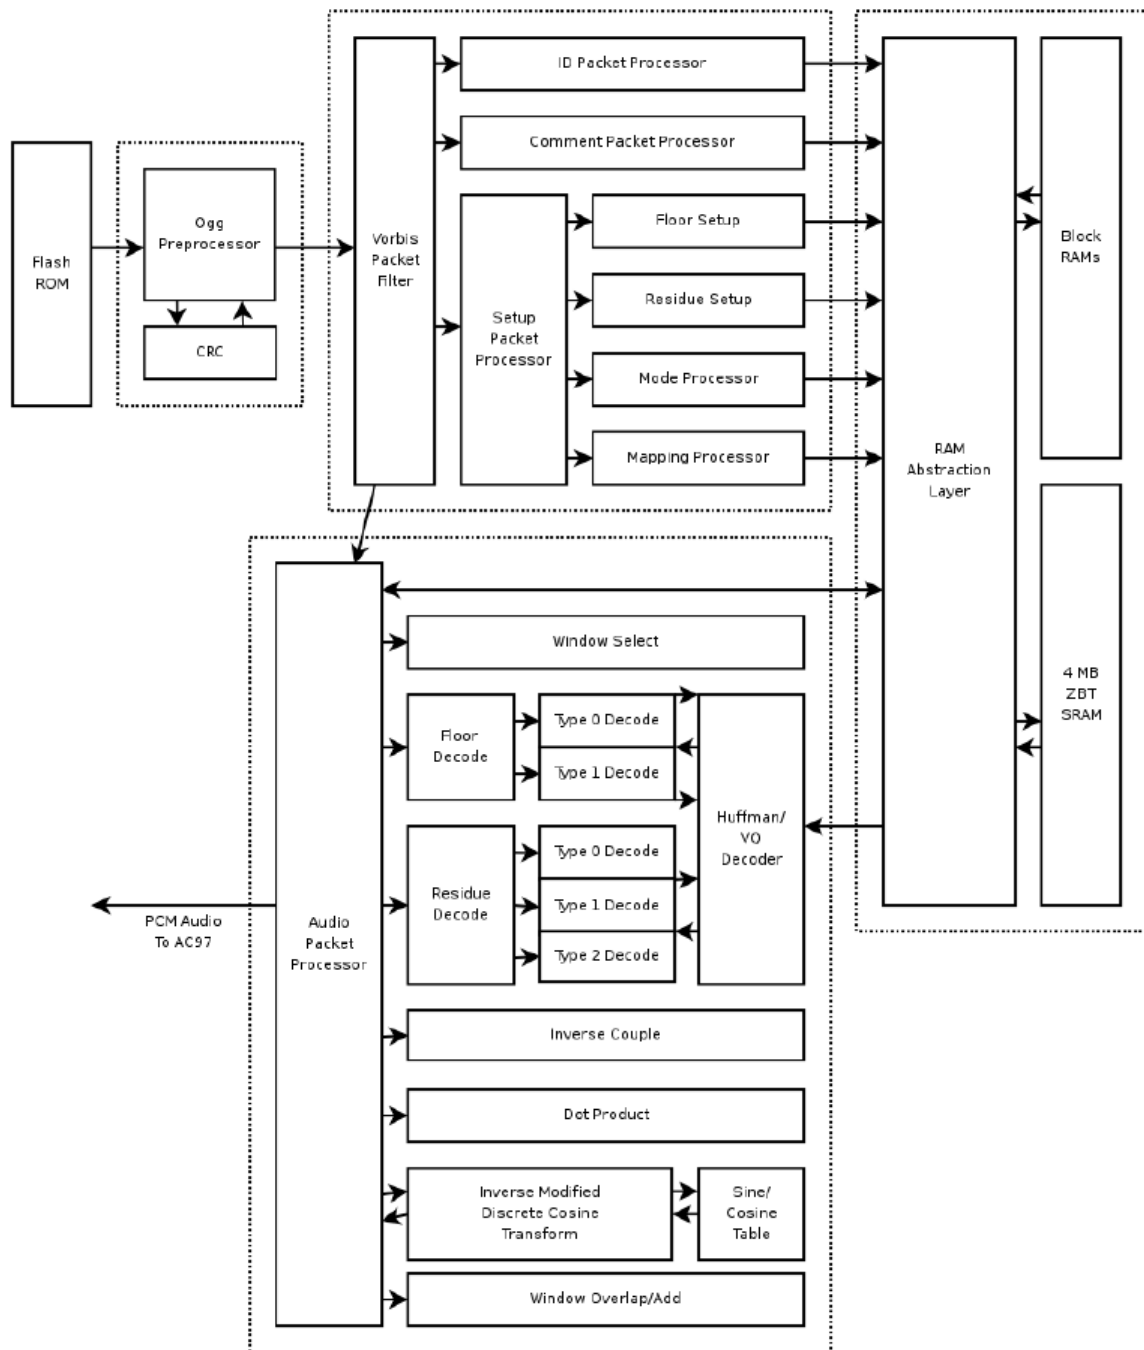 ID Packet Processor
Comment Packet Processor
Flash
ROM
Ogg
Preprocessor
CRC
Vorbis
Packet
Filter
Setup
Packet
Processor
Floor Setup
Residue Setup
Mode Processor
Mapping Processor
RAM
Abstraction
Layer
Block
RAMs
4 MB
ZBT
SRAM
Window Select
Floor
Decode
Type 0 Decode
Type 1 Decode
Huffman/
VQ
Decoder
Residue
Decode
Type 0 Decode
Type 1 Decode
Type 2 Decode
PCM Audio
To AC97
Audio
Packet
Processor
Inverse Couple
Dot Product
Inverse Modified
Discrete Cosine
Transform
Sine/
Cosine
Table
Window Overlap/Add